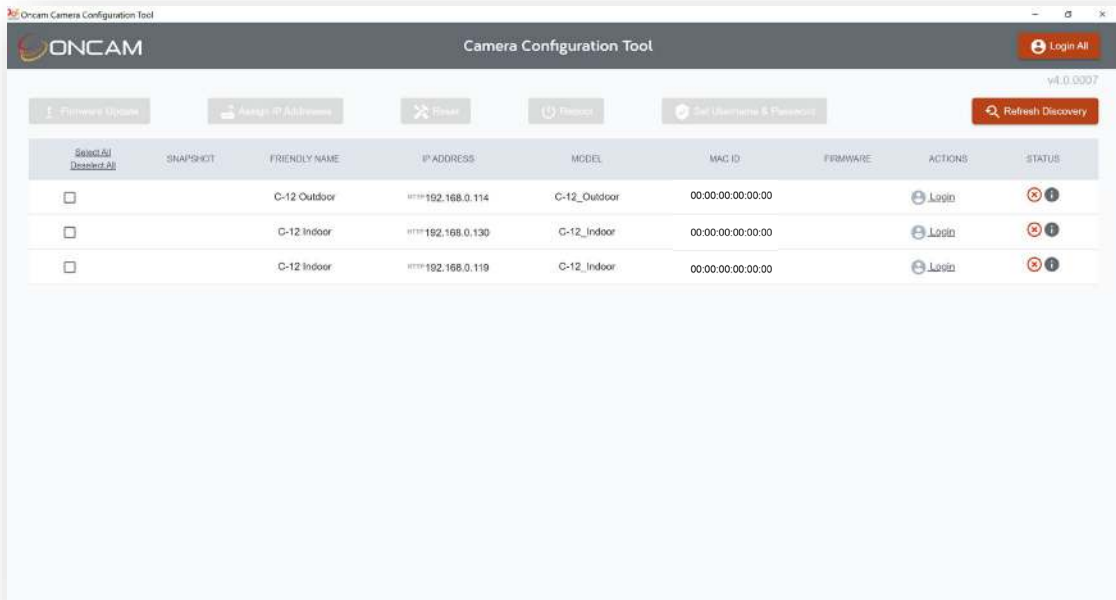 Oncam Camera Configuration Tool
ONCAM
Camera Configuration Tool
Login All
v4.0.0007
Firmware Update
Assign IP Addresses
Reset
Reboot
Set Username & Password
Refresh Discovery
Select All
Deselect All
SNAPSHOT
FRIENDLY NAME
IP ADDRESS
MODEL
MAC ID
FIRMWARE
ACTIONS
STATUS
C-12 Outdoor HTTP 192.168.0.114 C-12_Outdoor 00:00:00:00:00:00 Login
C-12 Indoor HTTP 192.168.0.130 C-12_Indoor 00:00:00:00:00:00 Login
C-12 Indoor HTTP 192.168.0.119 C-12_Indoor 00:00:00:00:00:00 Login